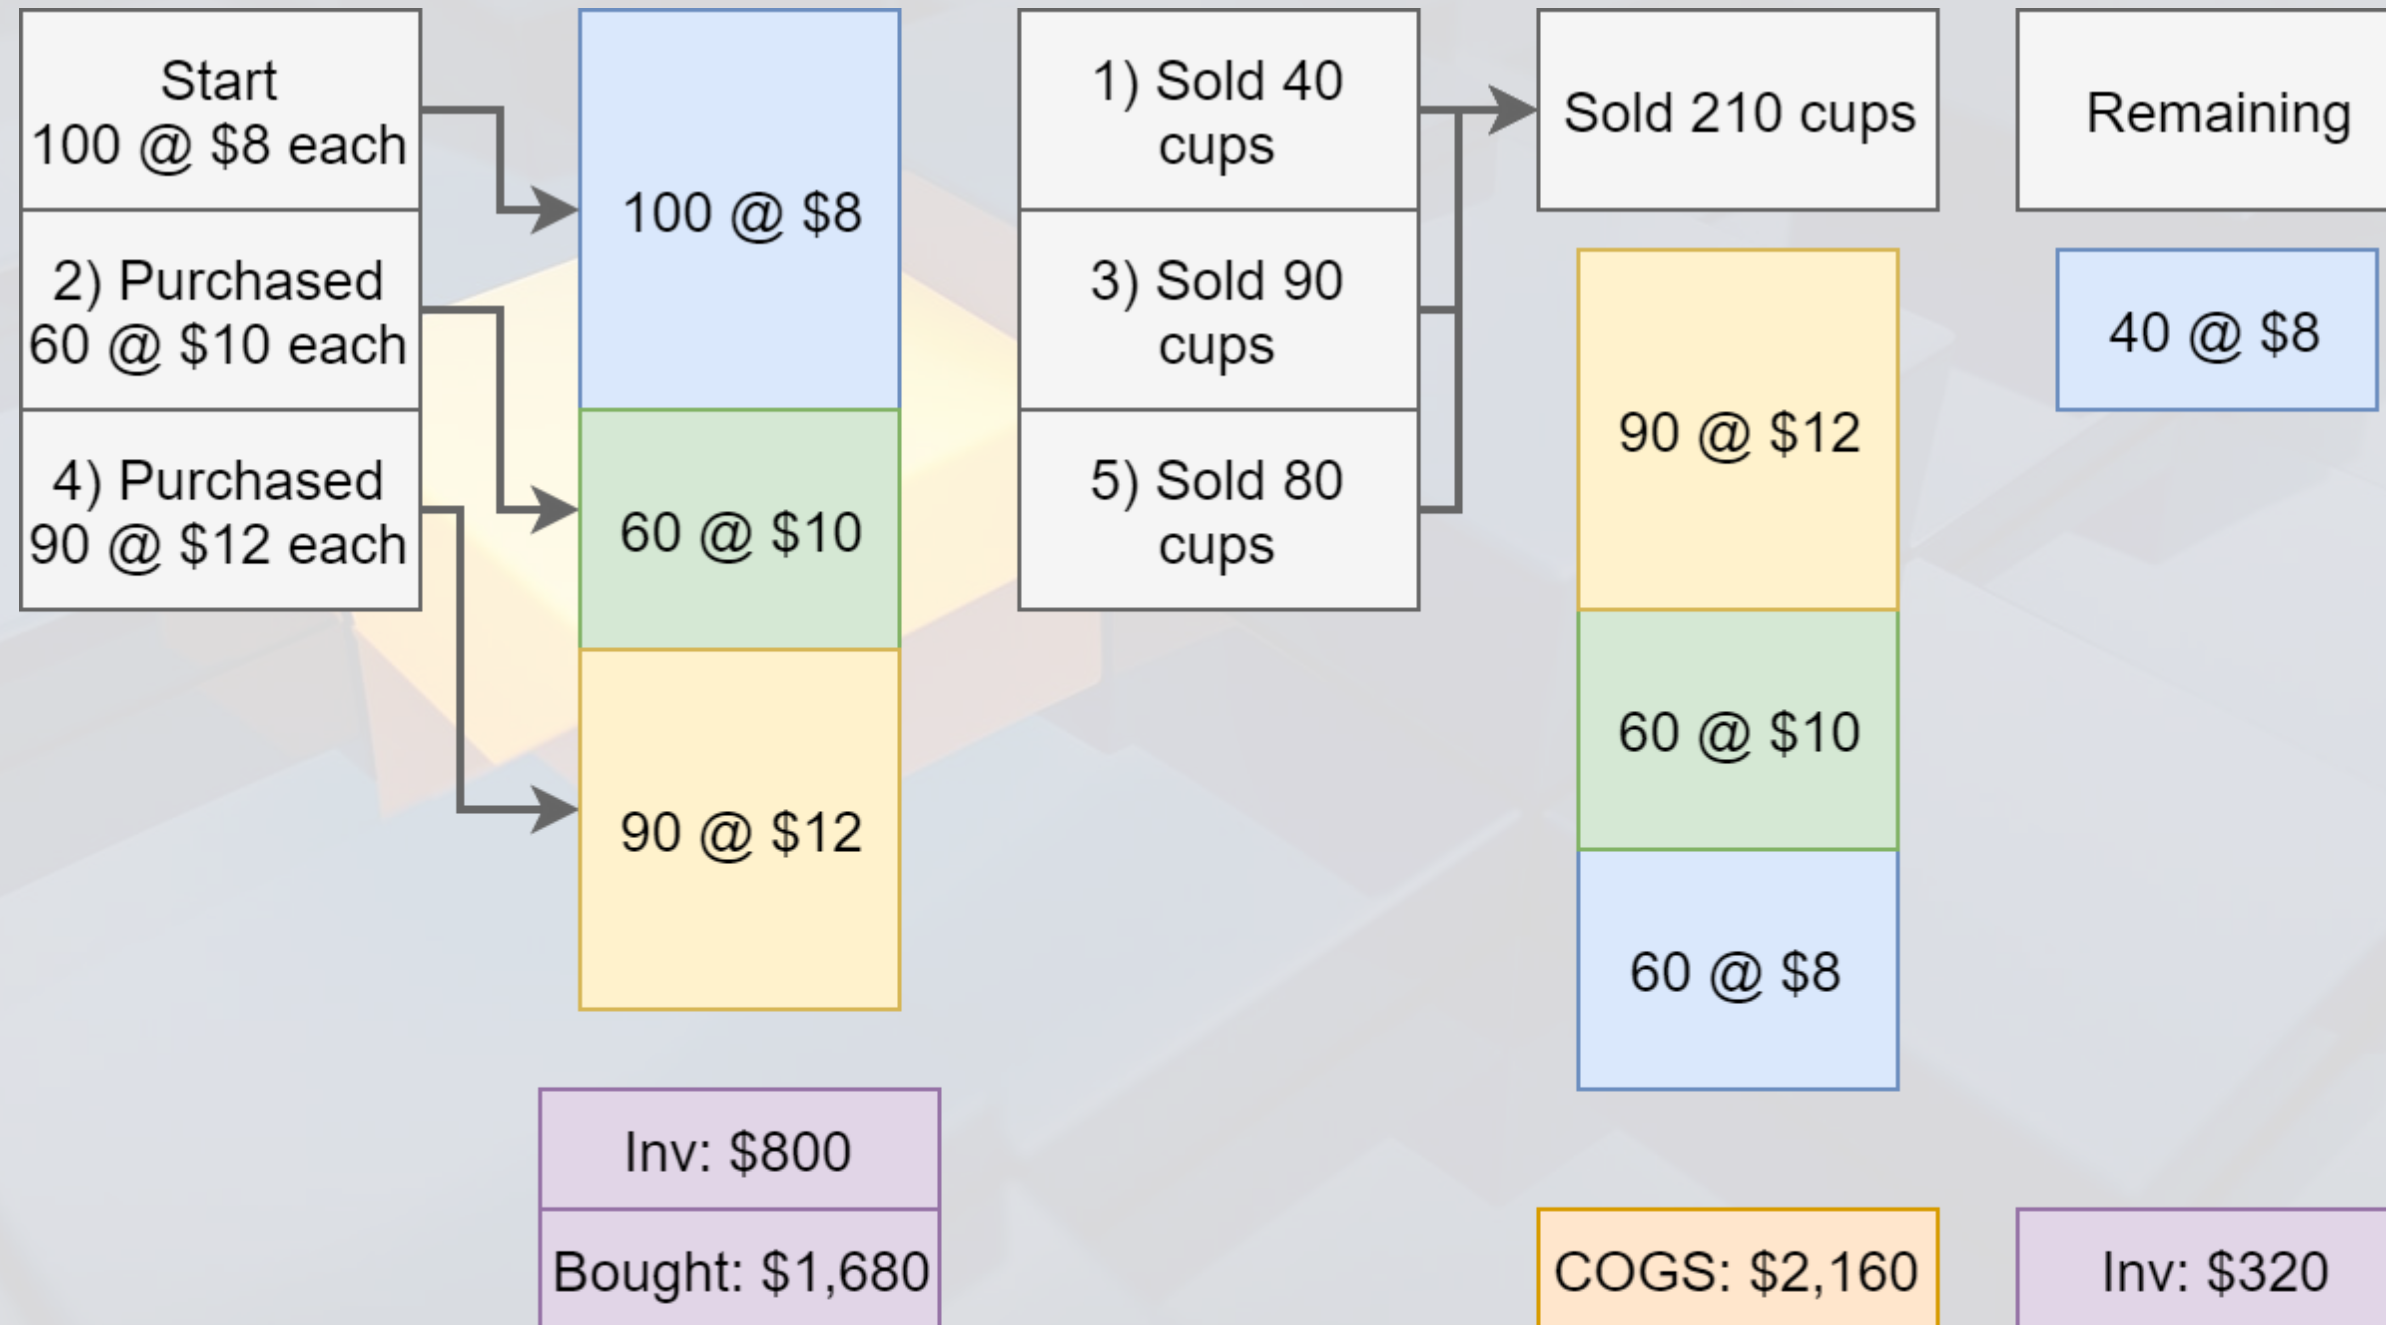 Start
100 @ $8 each
2) Purchased
60 @ $10 each
4) Purchased
90 @ $12 each
100 @ $8
60 @ $10
90 @ $12
Inv: $800
Bought: $1,680
1) Sold 40
cups
3) Sold 90
cups
5) Sold 80
cups
Sold 210 cups
90 @ $12
60 @ $10
60 @ $8
COGS: $2,160
Remaining
40 @ $8
Inv: $320